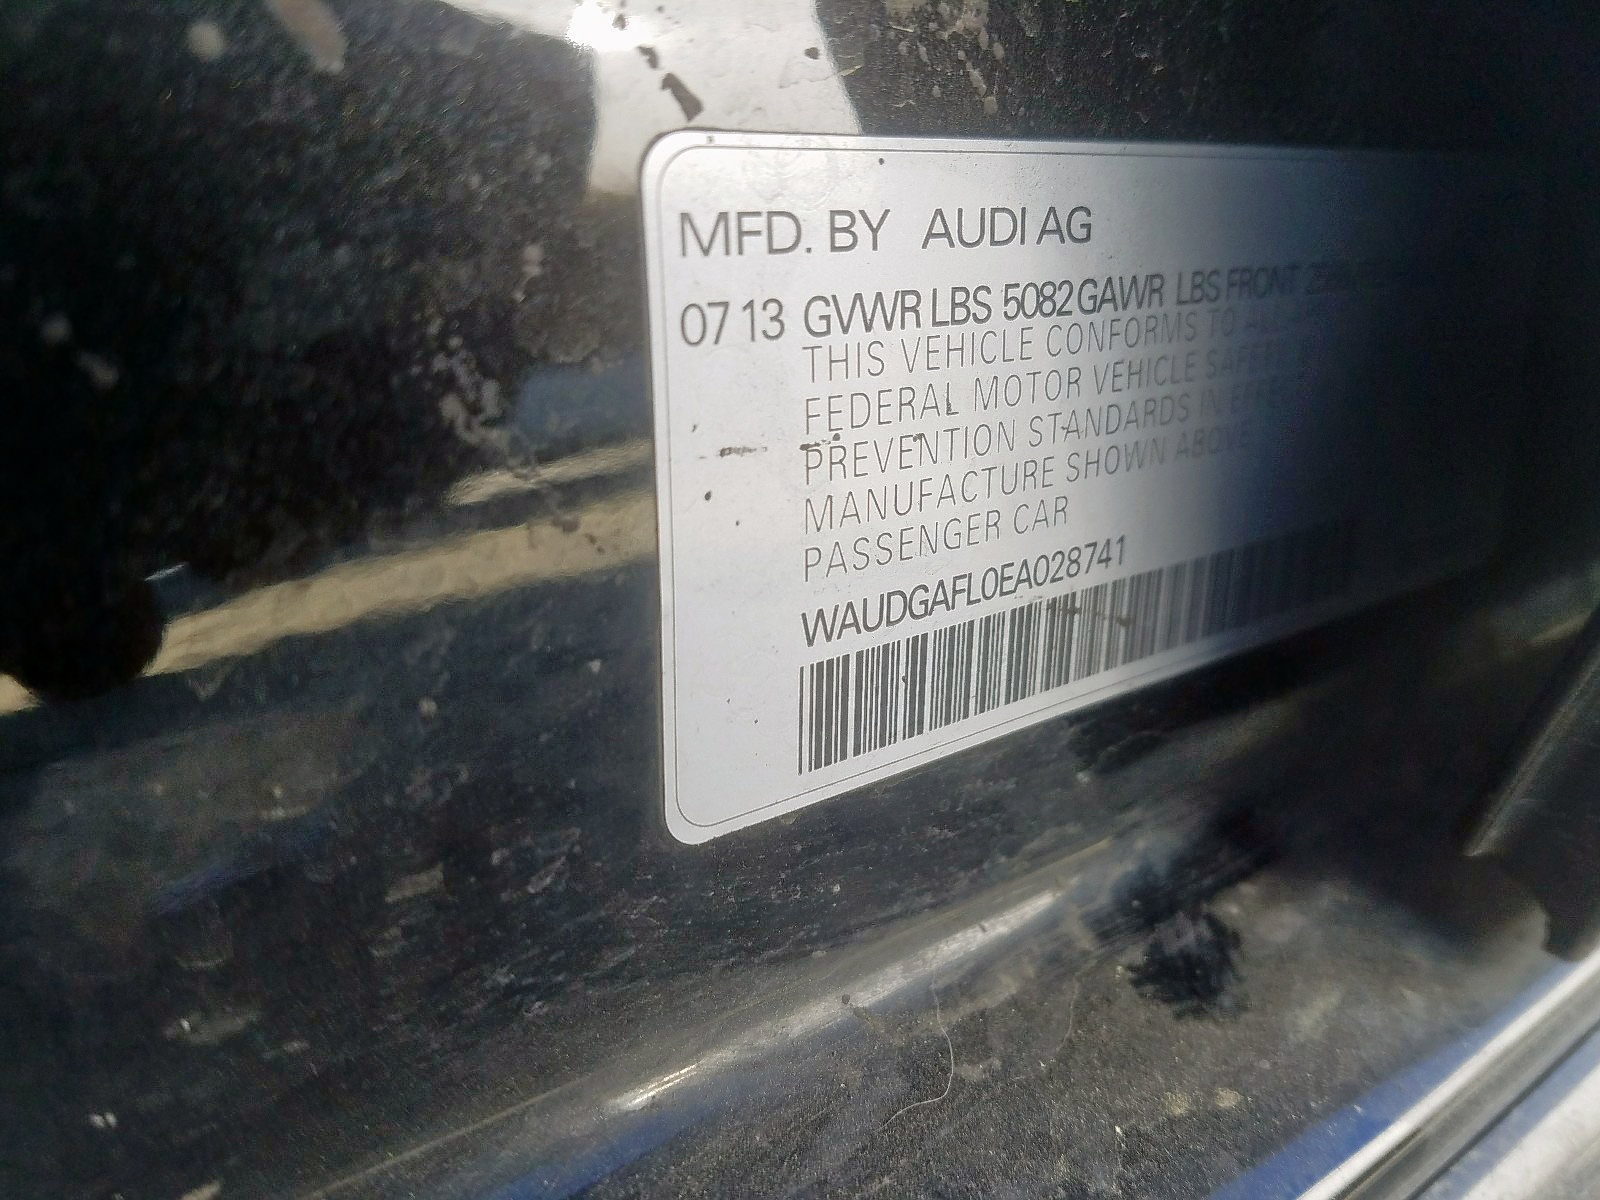 MFD. BY AUDI AG
07 13 GVWR LBS 5082 GAWR LBS FRONT
THIS VEHICLE CONFORMS TO
FEDERAL MOTOR VEHICLE
PREVENTION STANDARDS IN
MANUFACTURE SHOWN ABOVE
PASSENGER CAR
WAUDGAFL0EA028741